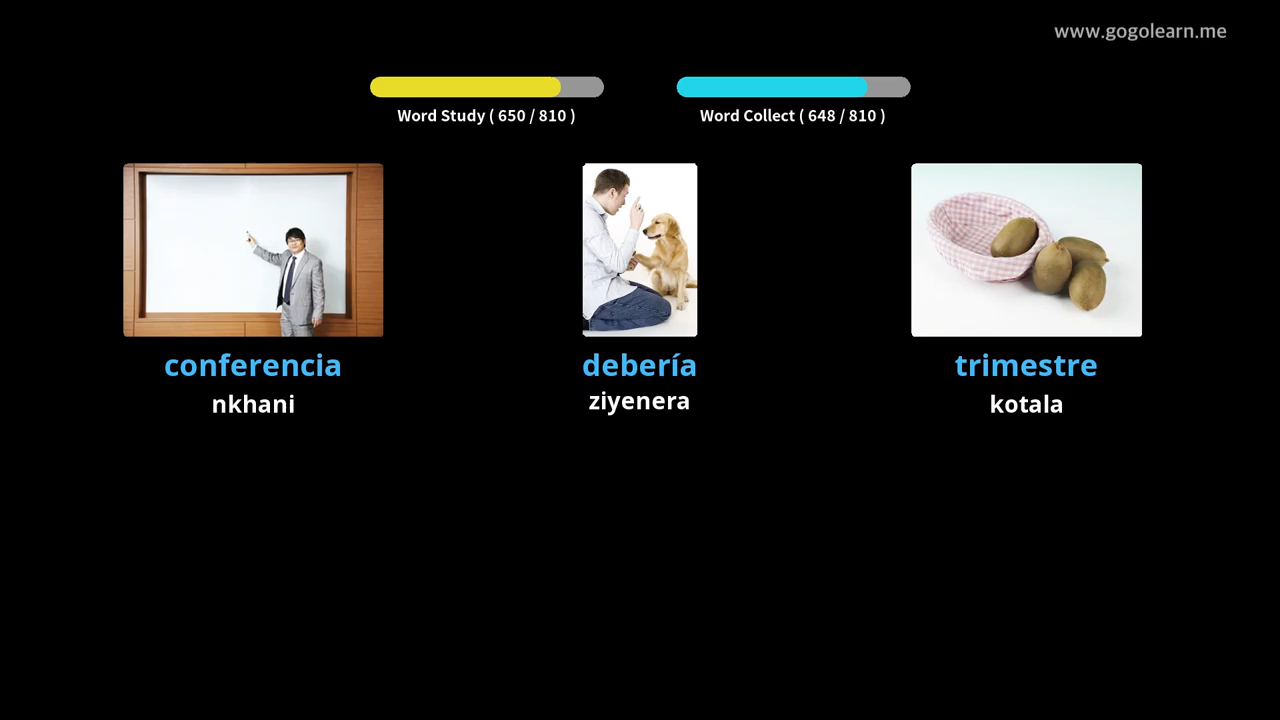 www.gogolearn.me
Word Study ( 650 / 810 )
Word Collect ( 648 / 810 )
conferencia
nkhani
debería
ziyenera
trimestre
kotala